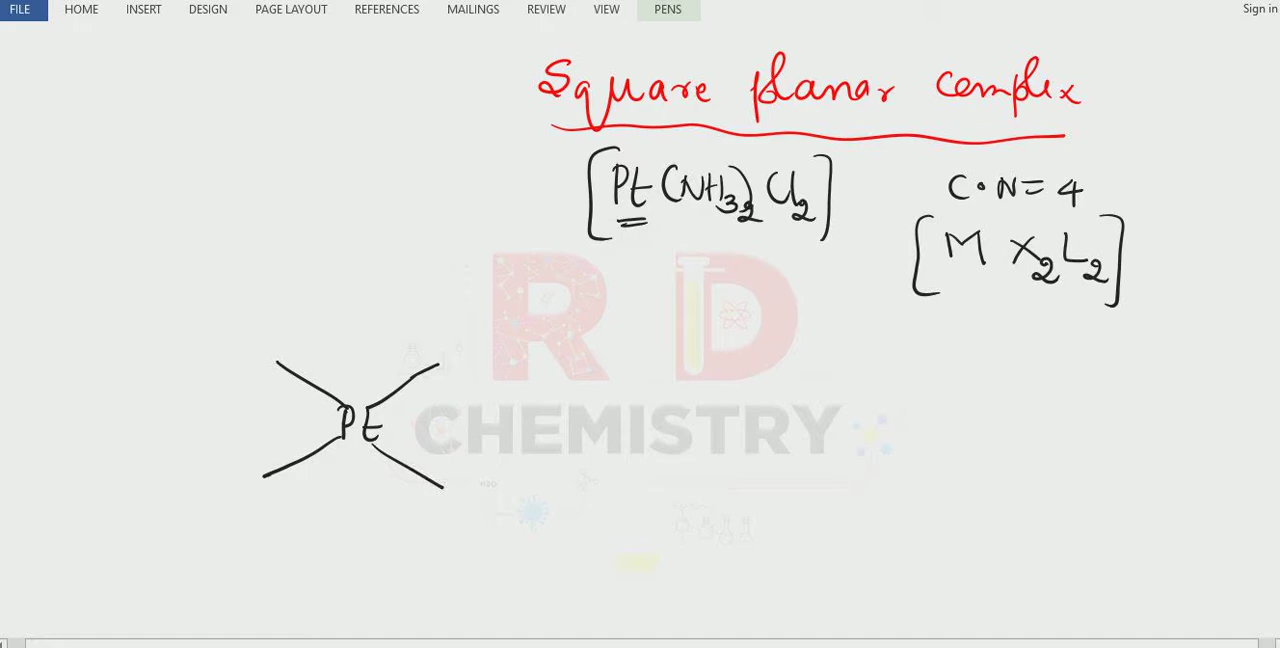 FILE HOME INSERT DESIGN PAGE LAYOUT REFERENCES MAILINGS REVIEW VIEW PENS Sign in
Square planar complex
[Pt(NH3)2Cl2] C.N=4
[M X2L2]
R D
CHEMISTRY
Pt